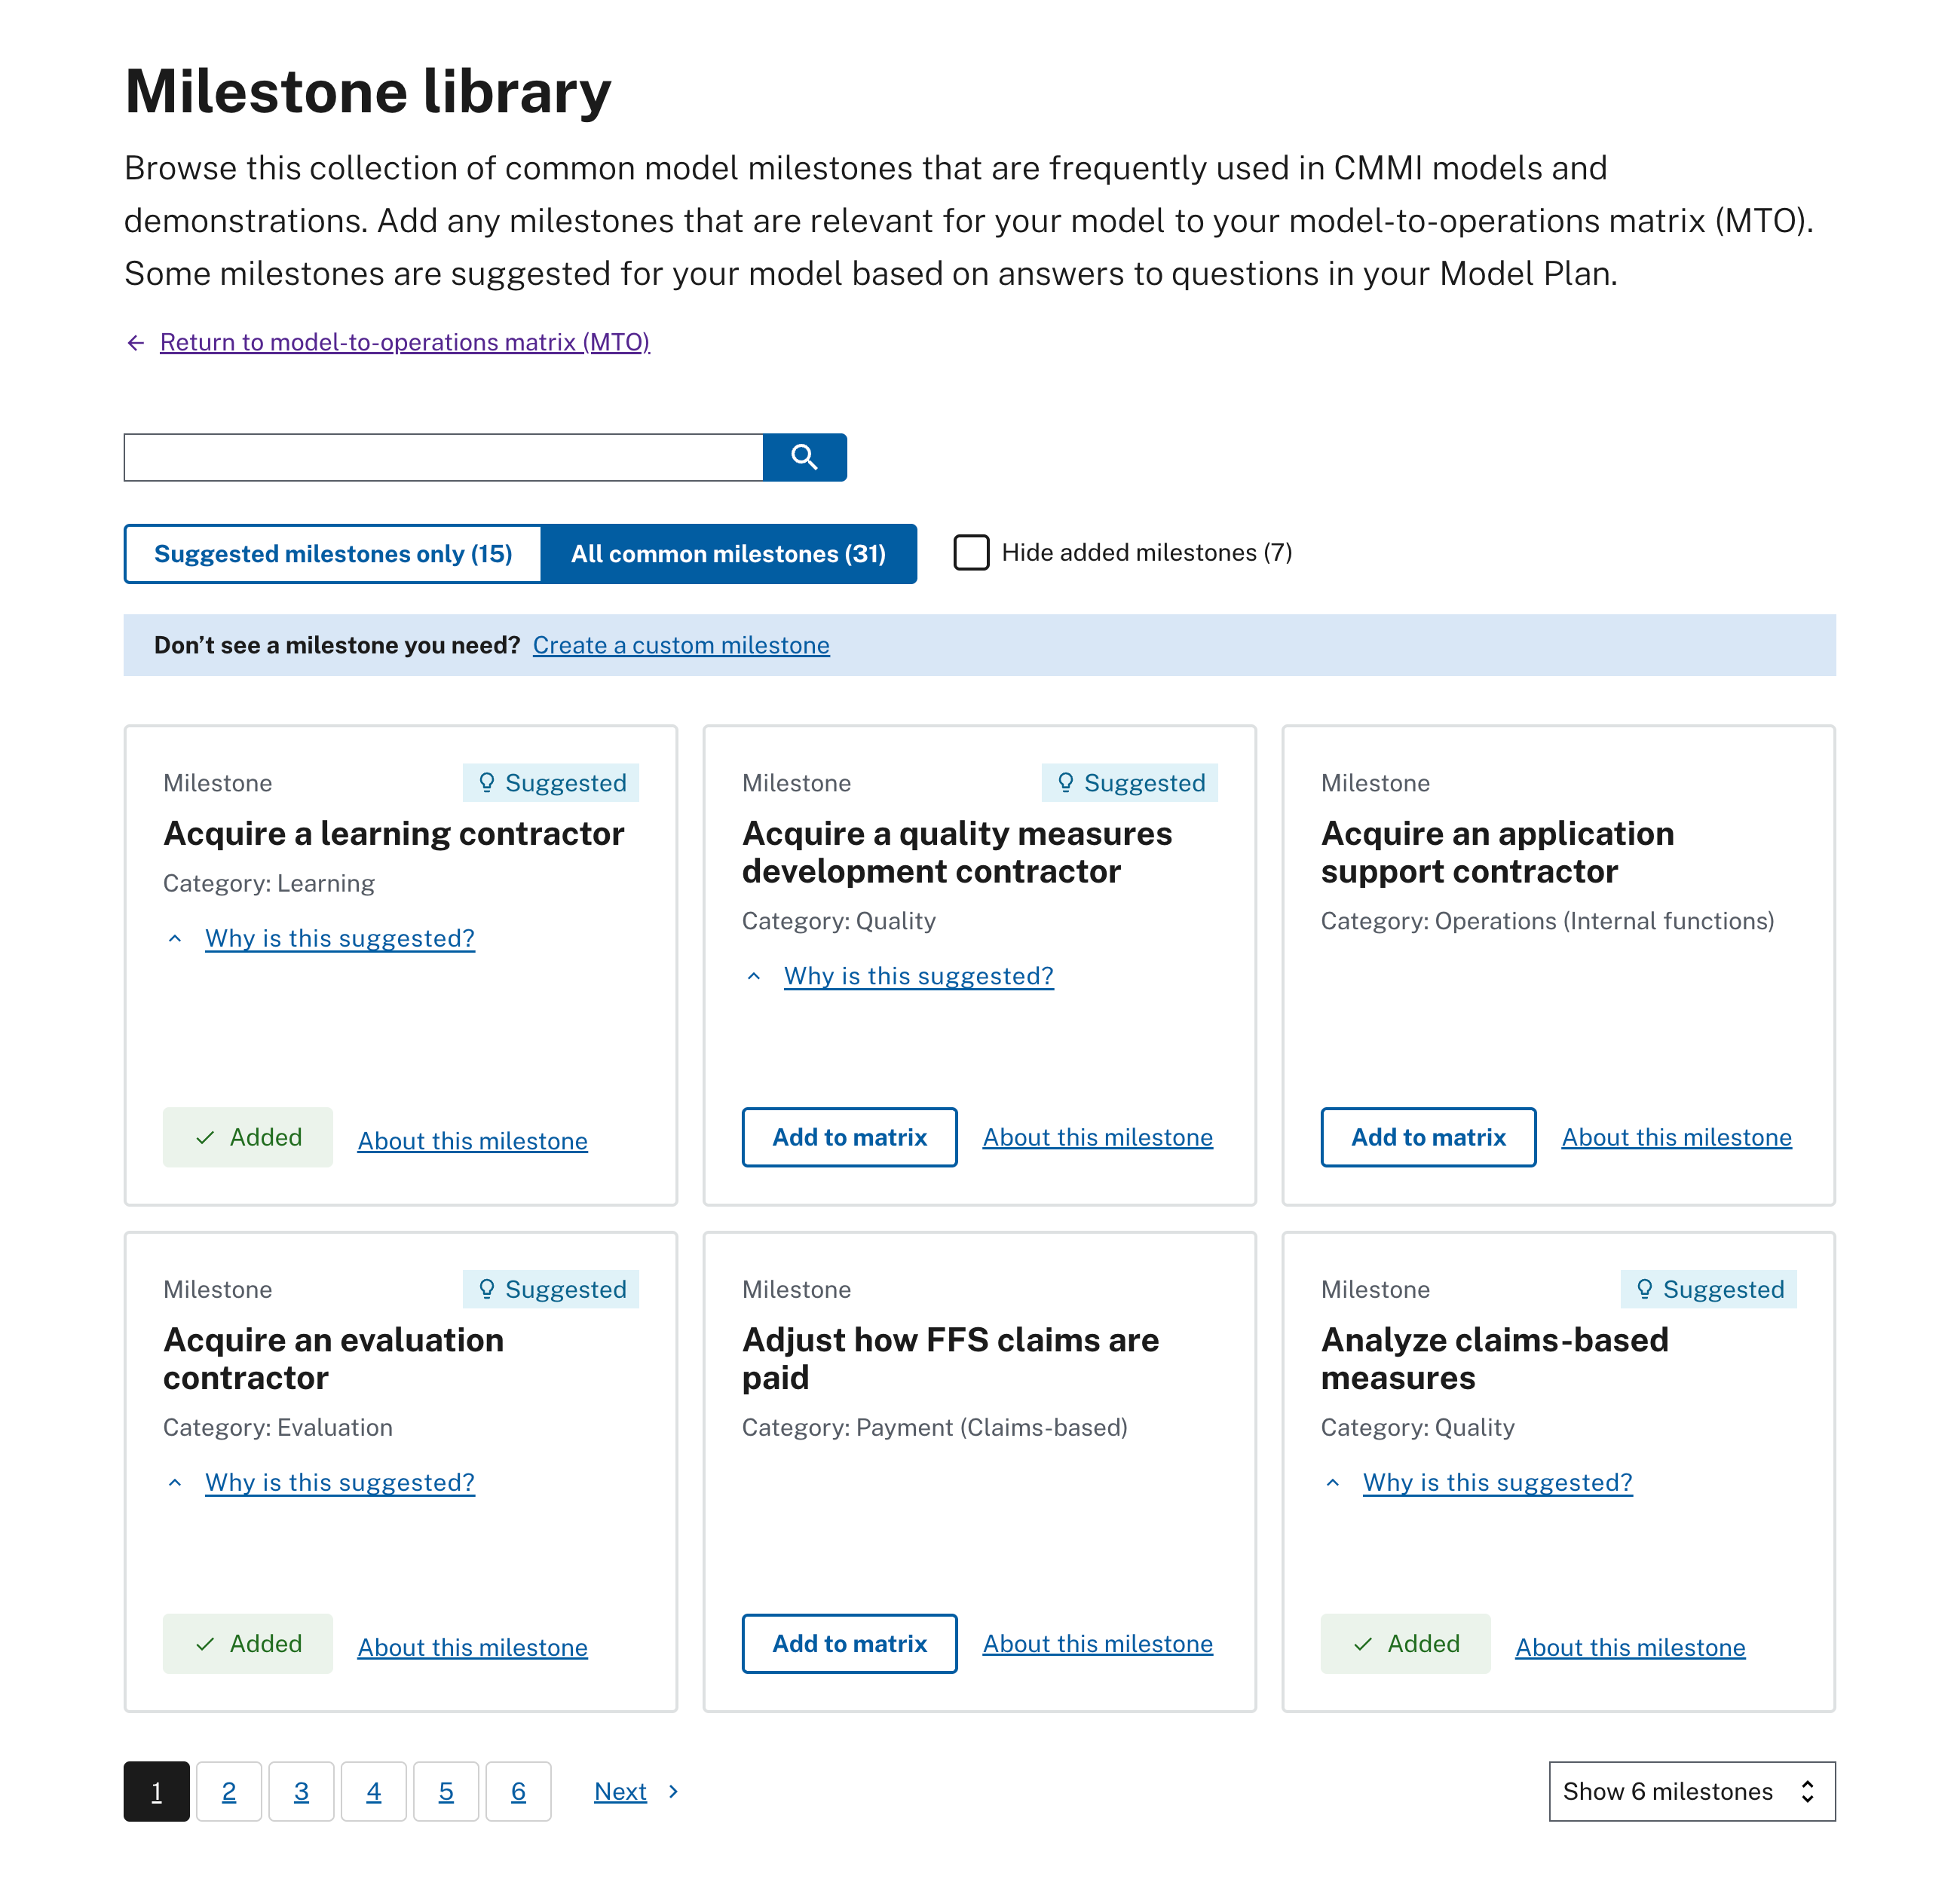 Milestone library
Browse this collection of common model milestones that are frequently used in CMMI models and
demonstrations. Add any milestones that are relevant for your model to your model-to-operations matrix (MTO).
Some milestones are suggested for your model based on answers to questions in your Model Plan.
Return to model-to-operations matrix (MTO)
Suggested milestones only (15)
All common milestones (31)
Hide added milestones (7)
Don’t see a milestone you need? Create a custom milestone
Milestone
Suggested
Acquire a learning contractor
Category: Learning
Why is this suggested?
Added
About this milestone
Milestone
Suggested
Acquire a quality measures
development contractor
Category: Quality
Why is this suggested?
Add to matrix
About this milestone
Milestone
Acquire an application
support contractor
Category: Operations (Internal functions)
Add to matrix
About this milestone
Milestone
Suggested
Acquire an evaluation
contractor
Category: Evaluation
Why is this suggested?
Added
About this milestone
Milestone
Adjust how FFS claims are
paid
Category: Payment (Claims-based)
Add to matrix
About this milestone
Milestone
Suggested
Analyze claims-based
measures
Category: Quality
Why is this suggested?
Added
About this milestone
1 2 3 4 5 6 Next
Show 6 milestones